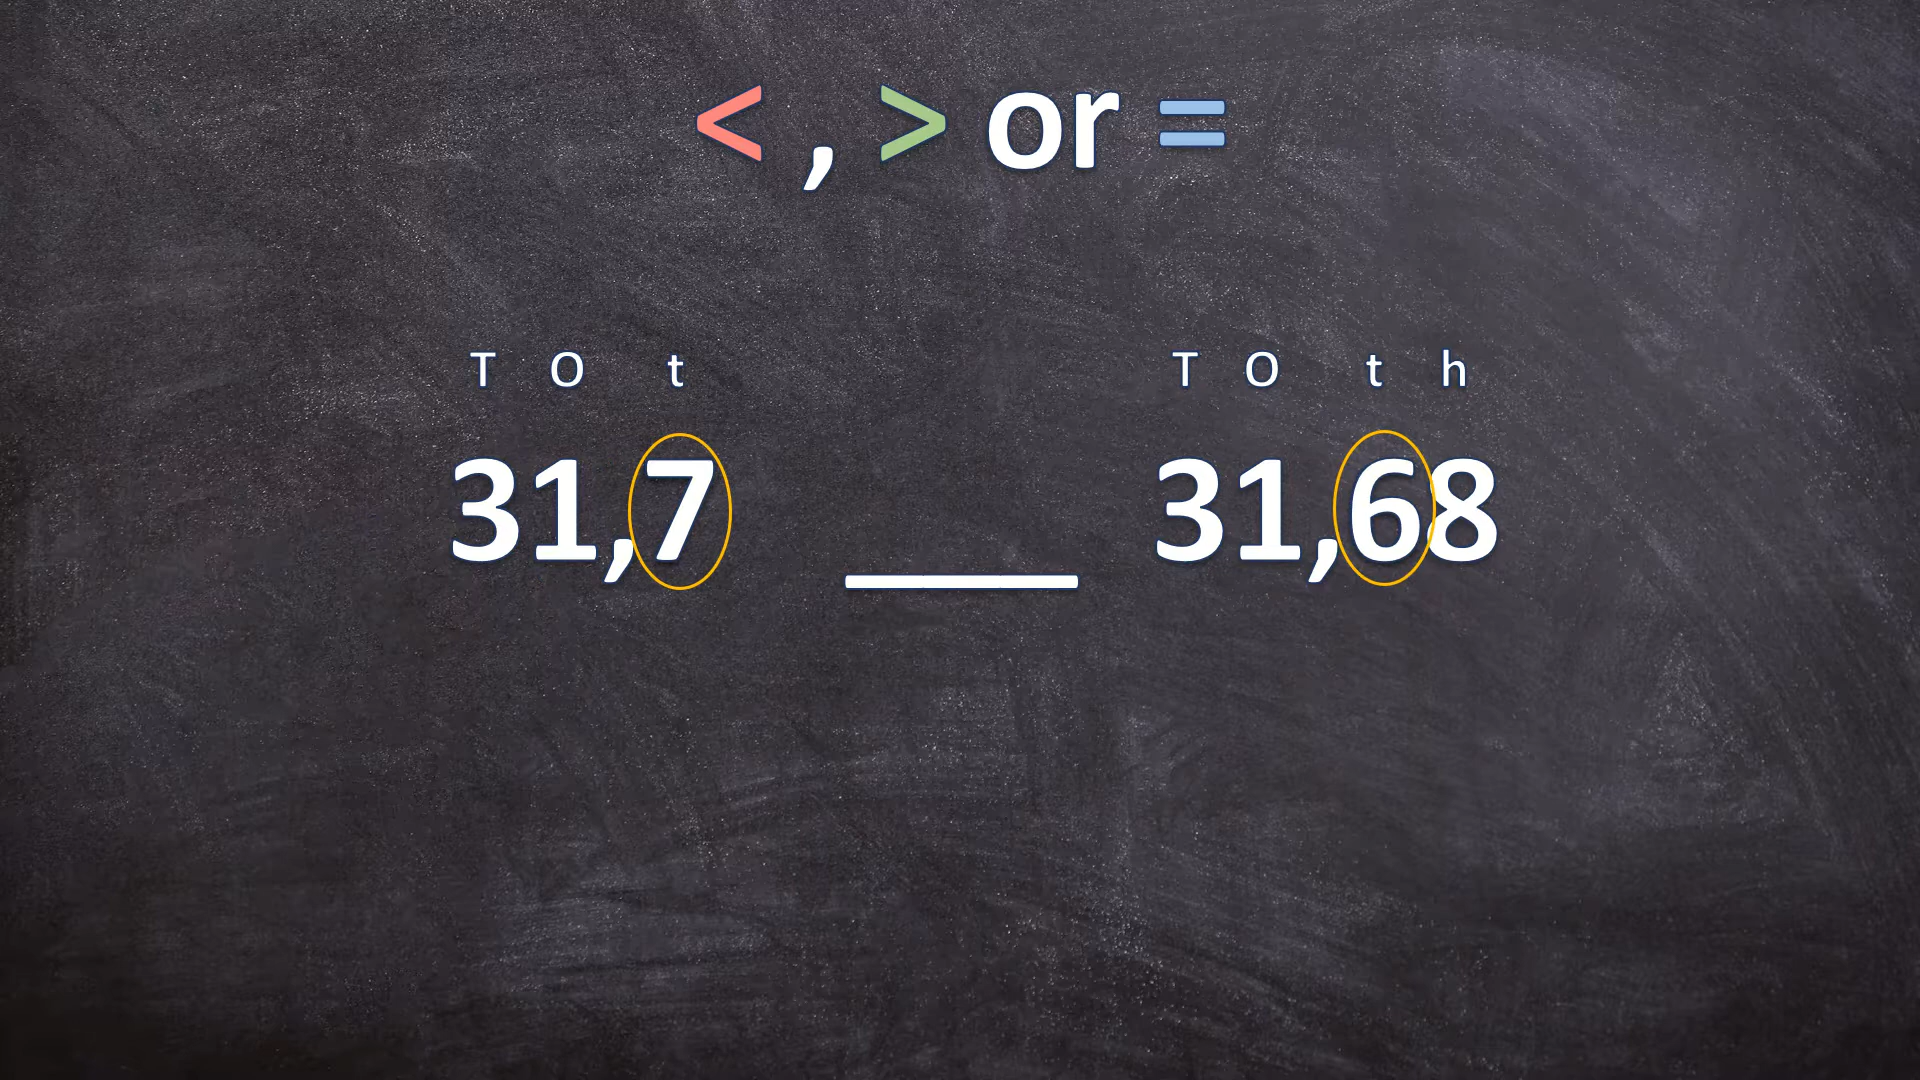 < , > or =
T O t T O t h
31,7 ___ 31,68